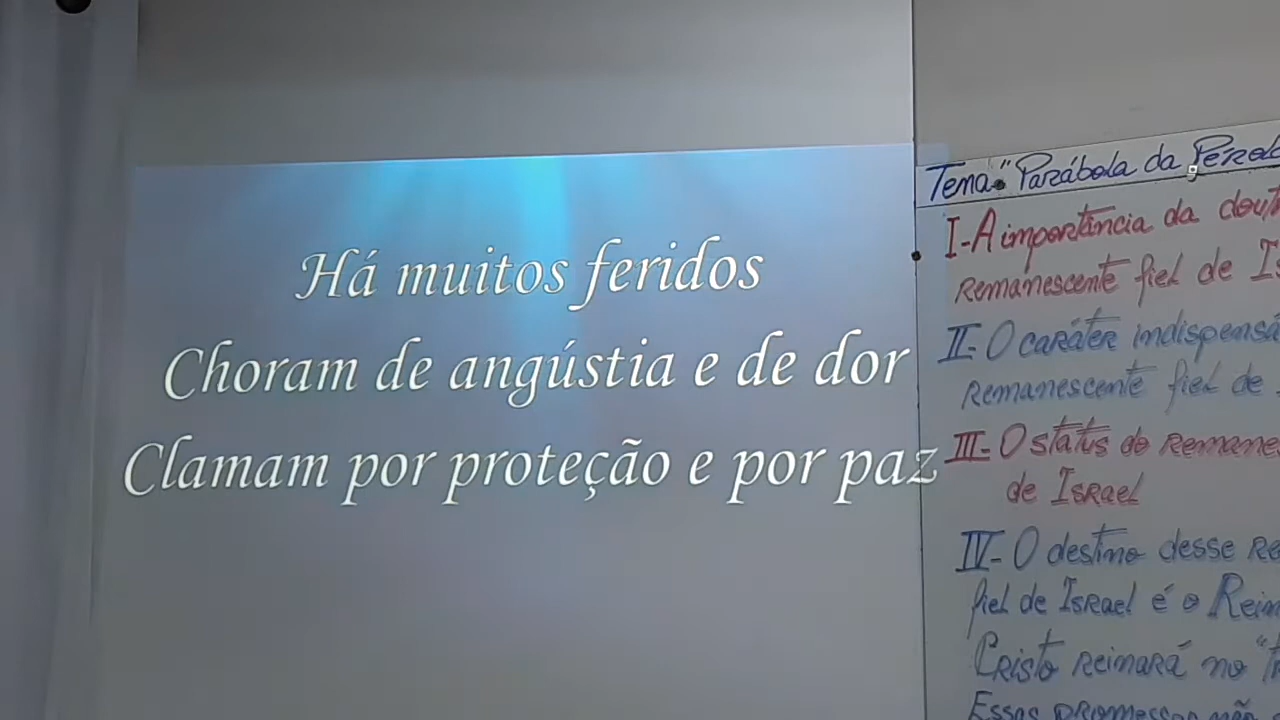 Há muitos feridos
Choram de angústia e de dor
Clamam por proteção e por paz
Tema: "Parábola da
I- A importância da
Remanescente fiel de
II- O caráter
Remanescente fiel de
III- O status do
de Israel
IV- O destino desse
fiel de Israel é o
Cristo reinará no
Essas